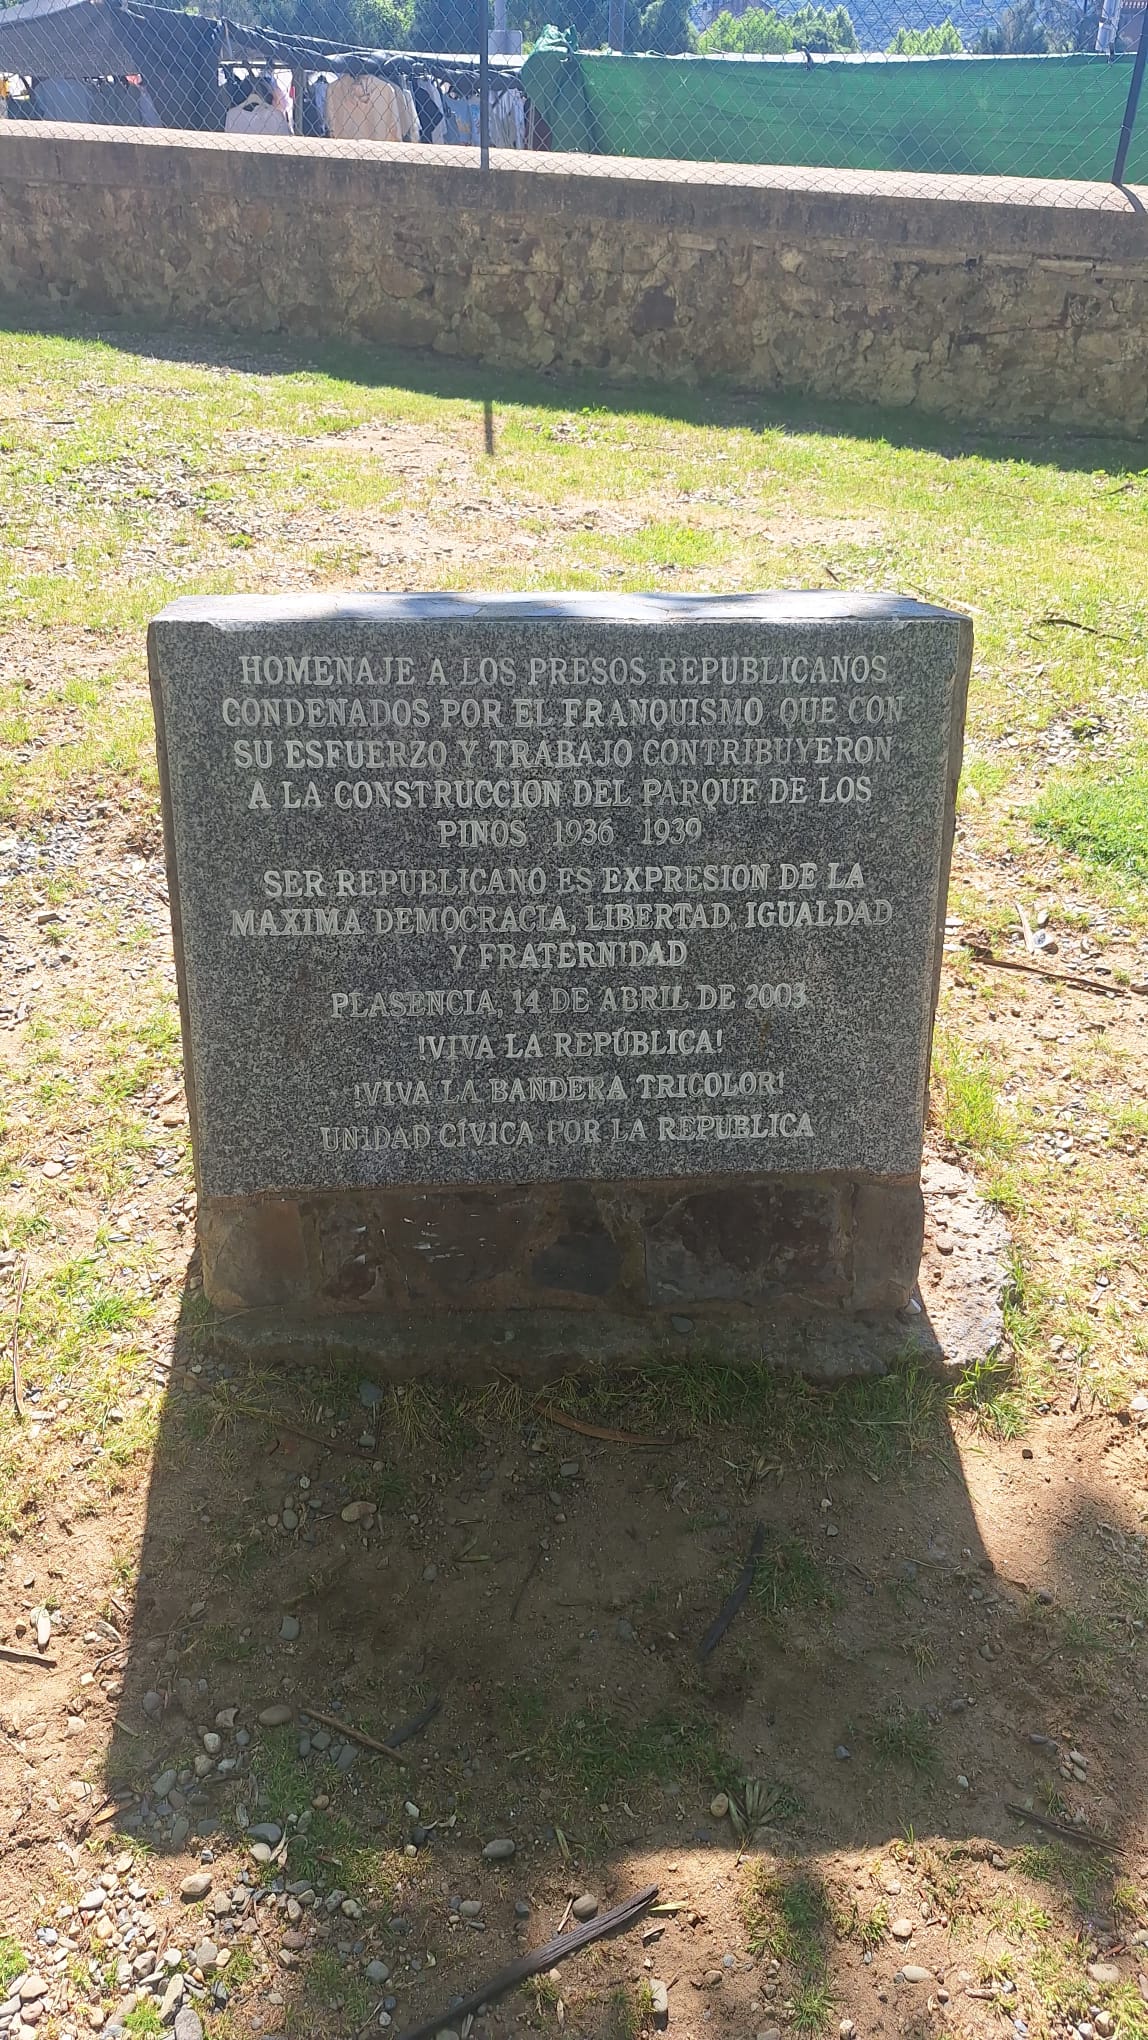 HOMENAJE A LOS PRESOS REPUBLICANOS
CONDENADOS POR EL FRANQUISMO QUE CON
SU ESFUERZO Y TRABAJO CONTRIBUYERON
A LA CONSTRUCCION DEL PARQUE DE LOS
PINOS 1936 1939
SER REPUBLICANO ES EXPRESION DE LA
MAXIMA DEMOCRACIA, LIBERTAD, IGUALDAD
Y FRATERNIDAD
PLASENCIA, 14 DE ABRIL DE 2003
!VIVA LA REPÚBLICA!
!VIVA LA BANDERA TRICOLOR!
UNIDAD CÍVICA POR LA REPUBLICA